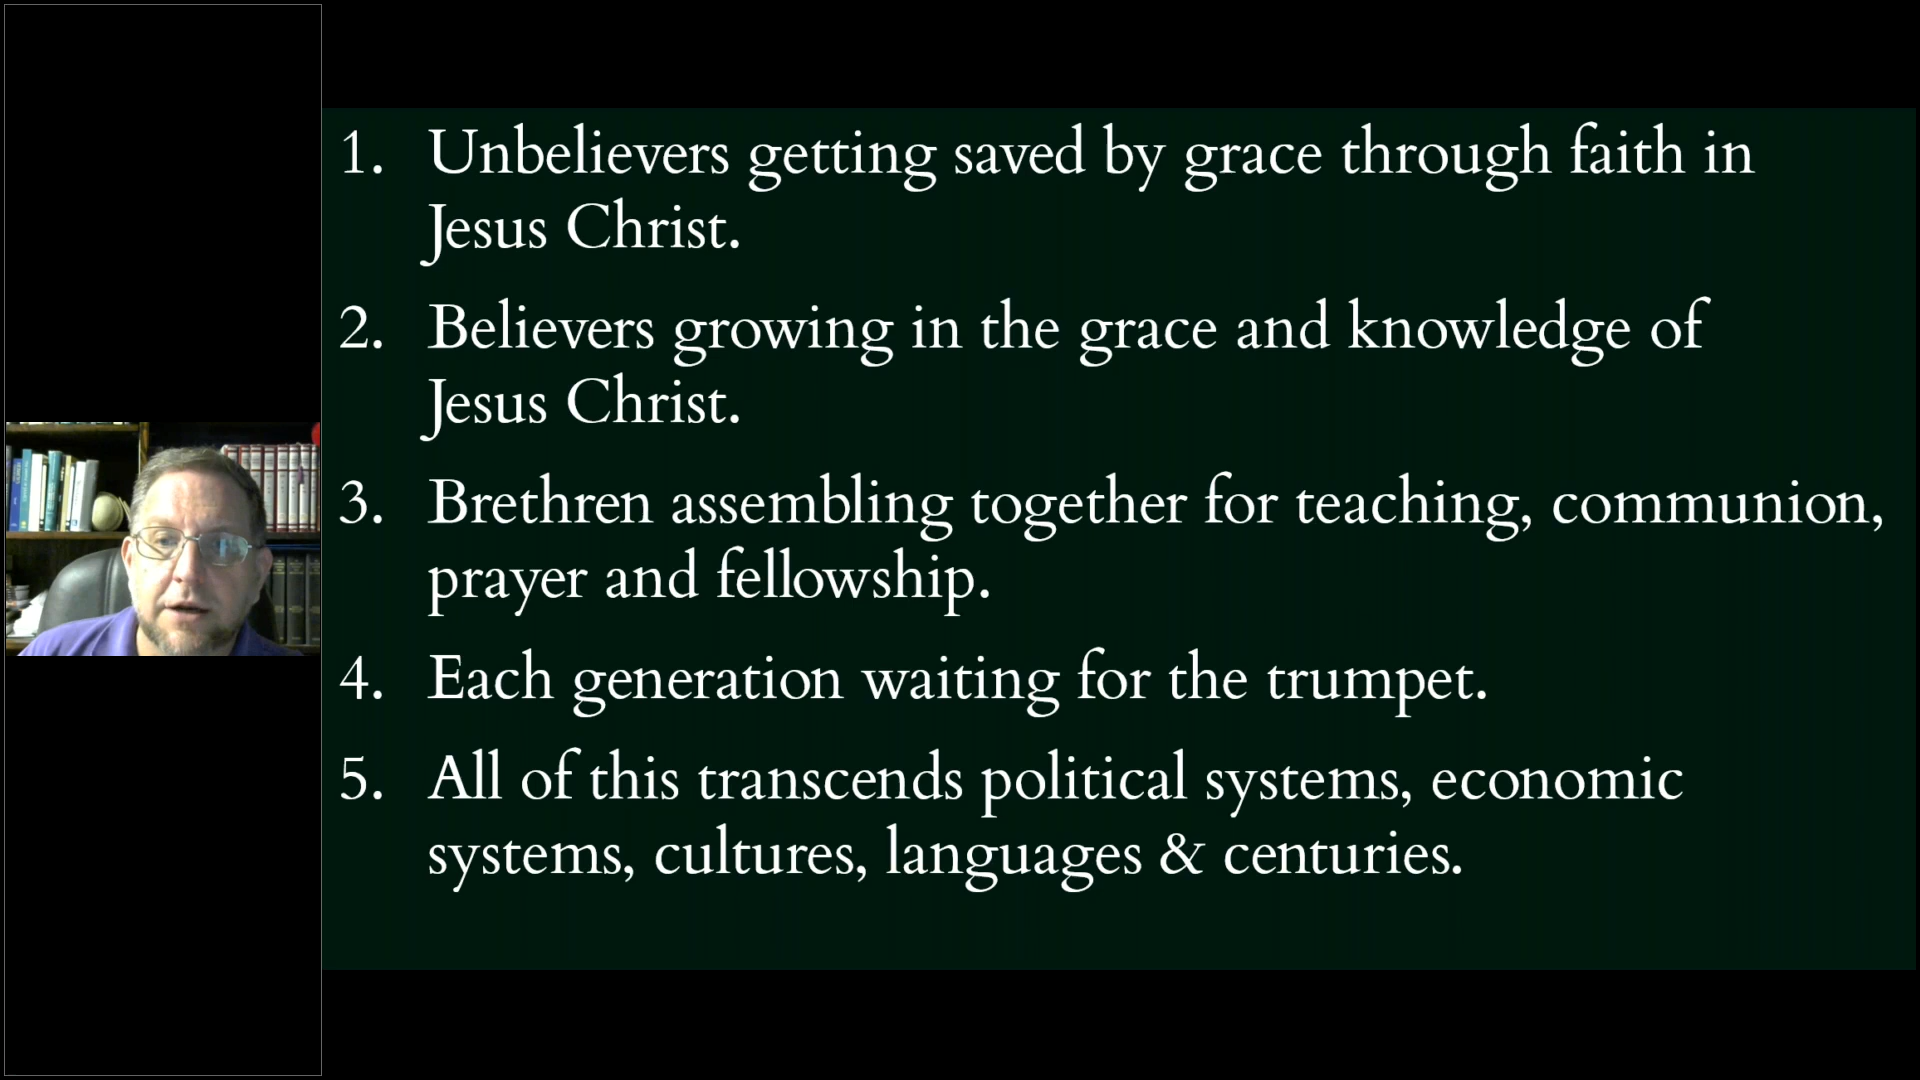 1. Unbelievers getting saved by grace through faith in
Jesus Christ.
2. Believers growing in the grace and knowledge of
Jesus Christ.
3. Brethren assembling together for teaching, communion,
prayer and fellowship.
4. Each generation waiting for the trumpet.
5. All of this transcends political systems, economic
systems, cultures, languages & centuries.